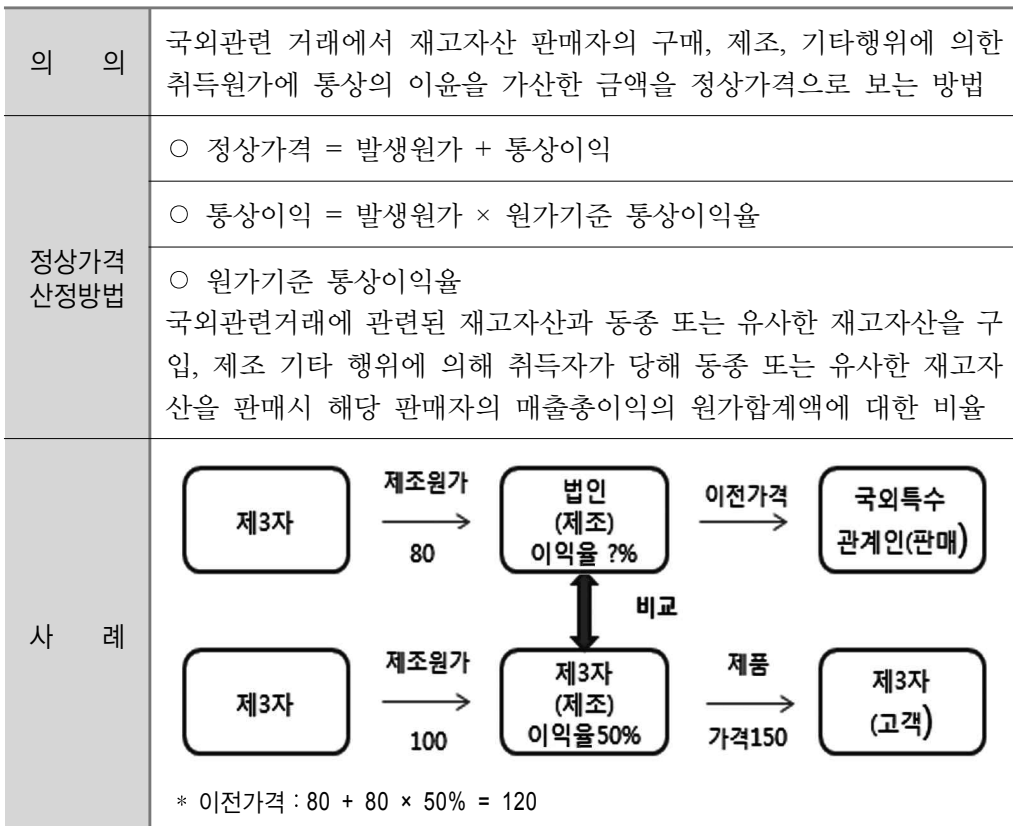 의 의
국외관련 거래에서 재고자산 판매자의 구매, 제조, 기타행위에 의한
취득원가에 통상의 이윤을 가산한 금액을 정상가격으로 보는 방법
정상가격
산정방법
○ 정상가격 = 발생원가 + 통상이익
○ 통상이익 = 발생원가 × 원가기준 통상이익율
○ 원가기준 통상이익율
국외관련거래에 관련된 재고자산과 동종 또는 유사한 재고자산을 구
입, 제조 기타 행위에 의해 취득자가 당해 동종 또는 유사한 재고자
산을 판매시 해당 판매자의 매출총이익의 원가합계액에 대한 비율
사 례
제3자
제조원가
80
법인
(제조)
이익율 ?%
이전가격
국외특수
관계인(판매)
비교
제3자
제조원가
100
제3자
(제조)
이익율50%
제품
가격150
제3자
(고객)
* 이전가격 : 80 + 80 × 50% = 120